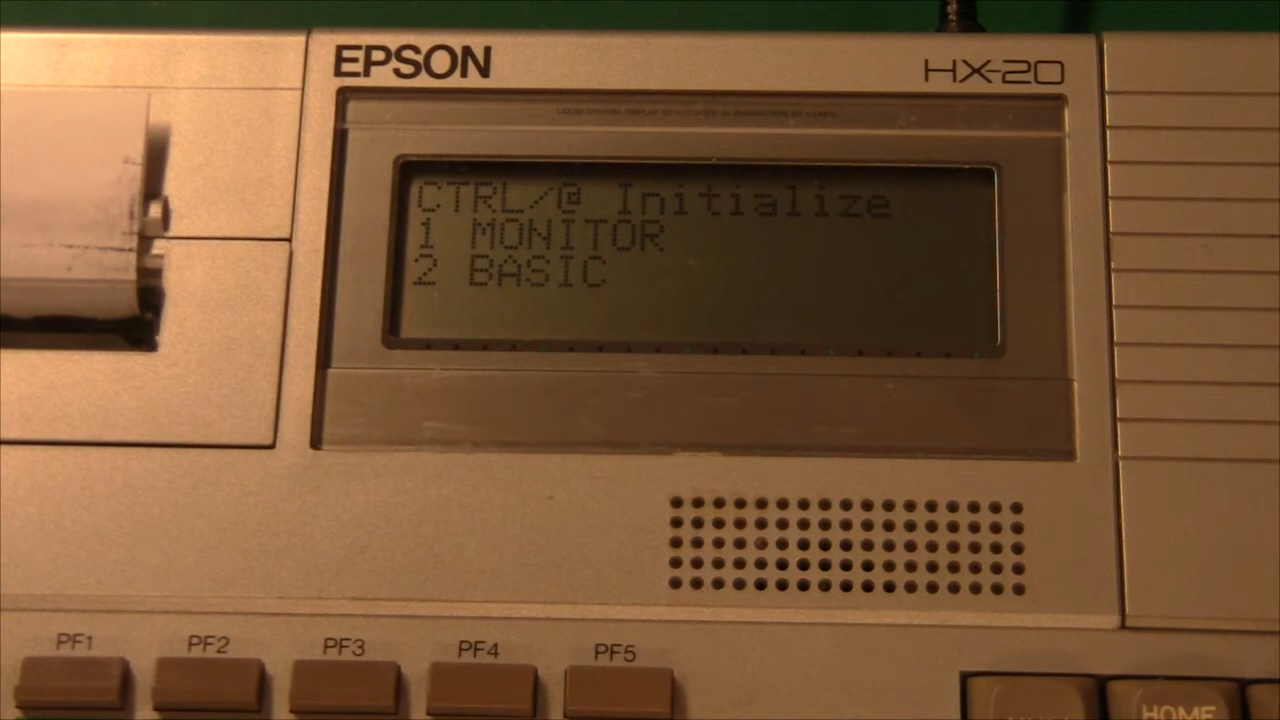 EPSON
HX-20
CTRL/@ Initialize
1 MONITOR
2 BASIC
PF1 PF2 PF3 PF4 PF5
HOME